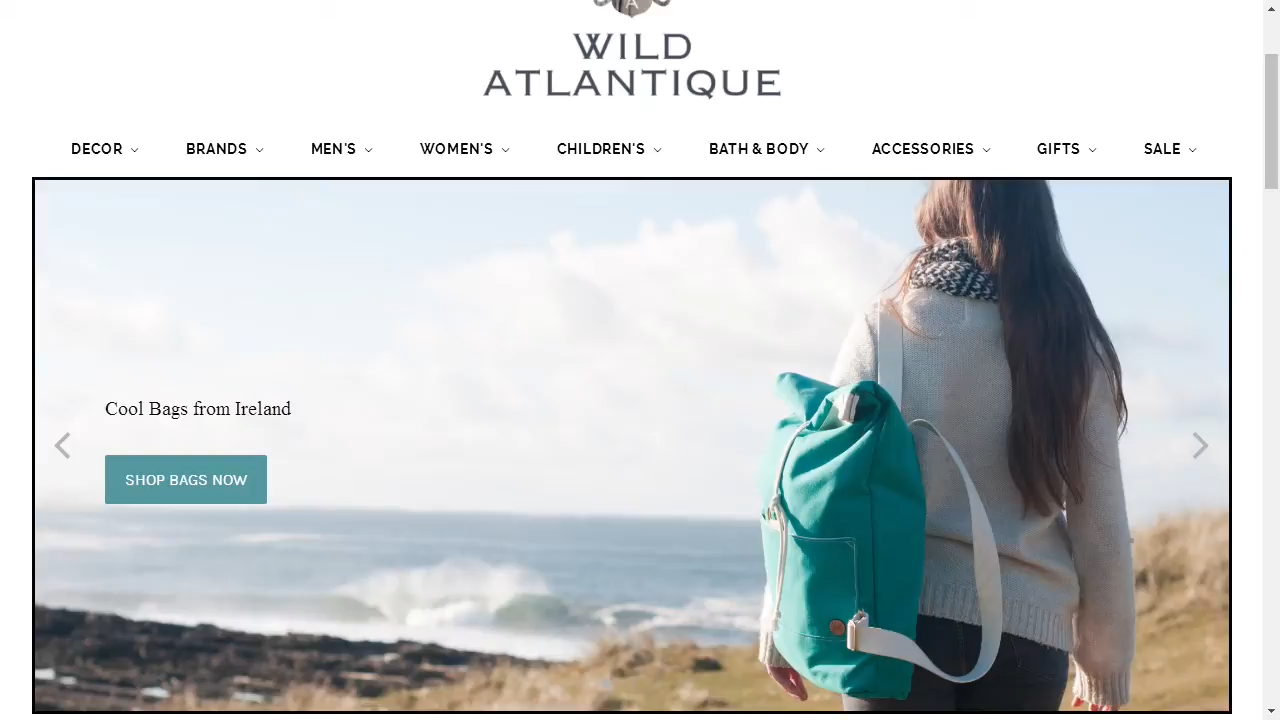 A
WILD
ATLANTIQUE
DECOR BRANDS MEN'S WOMEN'S CHILDREN'S BATH & BODY ACCESSORIES GIFTS SALE
Cool Bags from Ireland
SHOP BAGS NOW